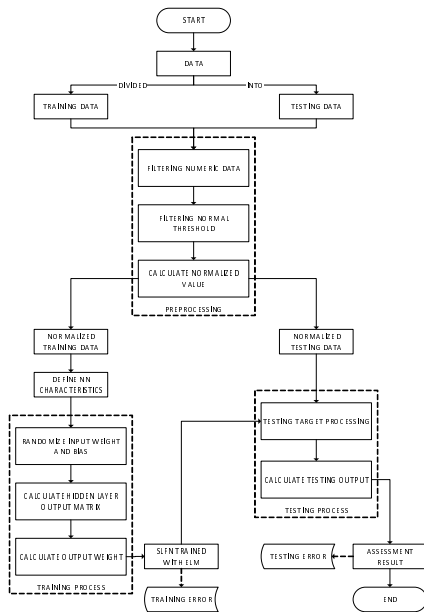 START
DATA
DIVIDED
INTO
TRAINING DATA
TESTING DATA
FILTERING NUMERIC DATA
FILTERING NORMAL
THRESHOLD
CALCULATE NORMALIZED
VALUE
PREPROCESSING
NORMALIZED
TRAINING DATA
NORMALIZED
TESTING DATA
DEFINE NN
CHARACTERISTICS
RANDOMIZE INPUT WEIGHT
AND BIAS
CALCULATE HIDDEN LAYER
OUTPUT MATRIX
CALCULATE OUTPUT WEIGHT
TRAINING PROCESS
SLFN TRAINED
WITH ELM
TRAINING ERROR
TESTING TARGET PROCESSING
CALCULATE TESTING OUTPUT
TESTING PROCESS
TESTING ERROR
ASSESSMENT
RESULT
END